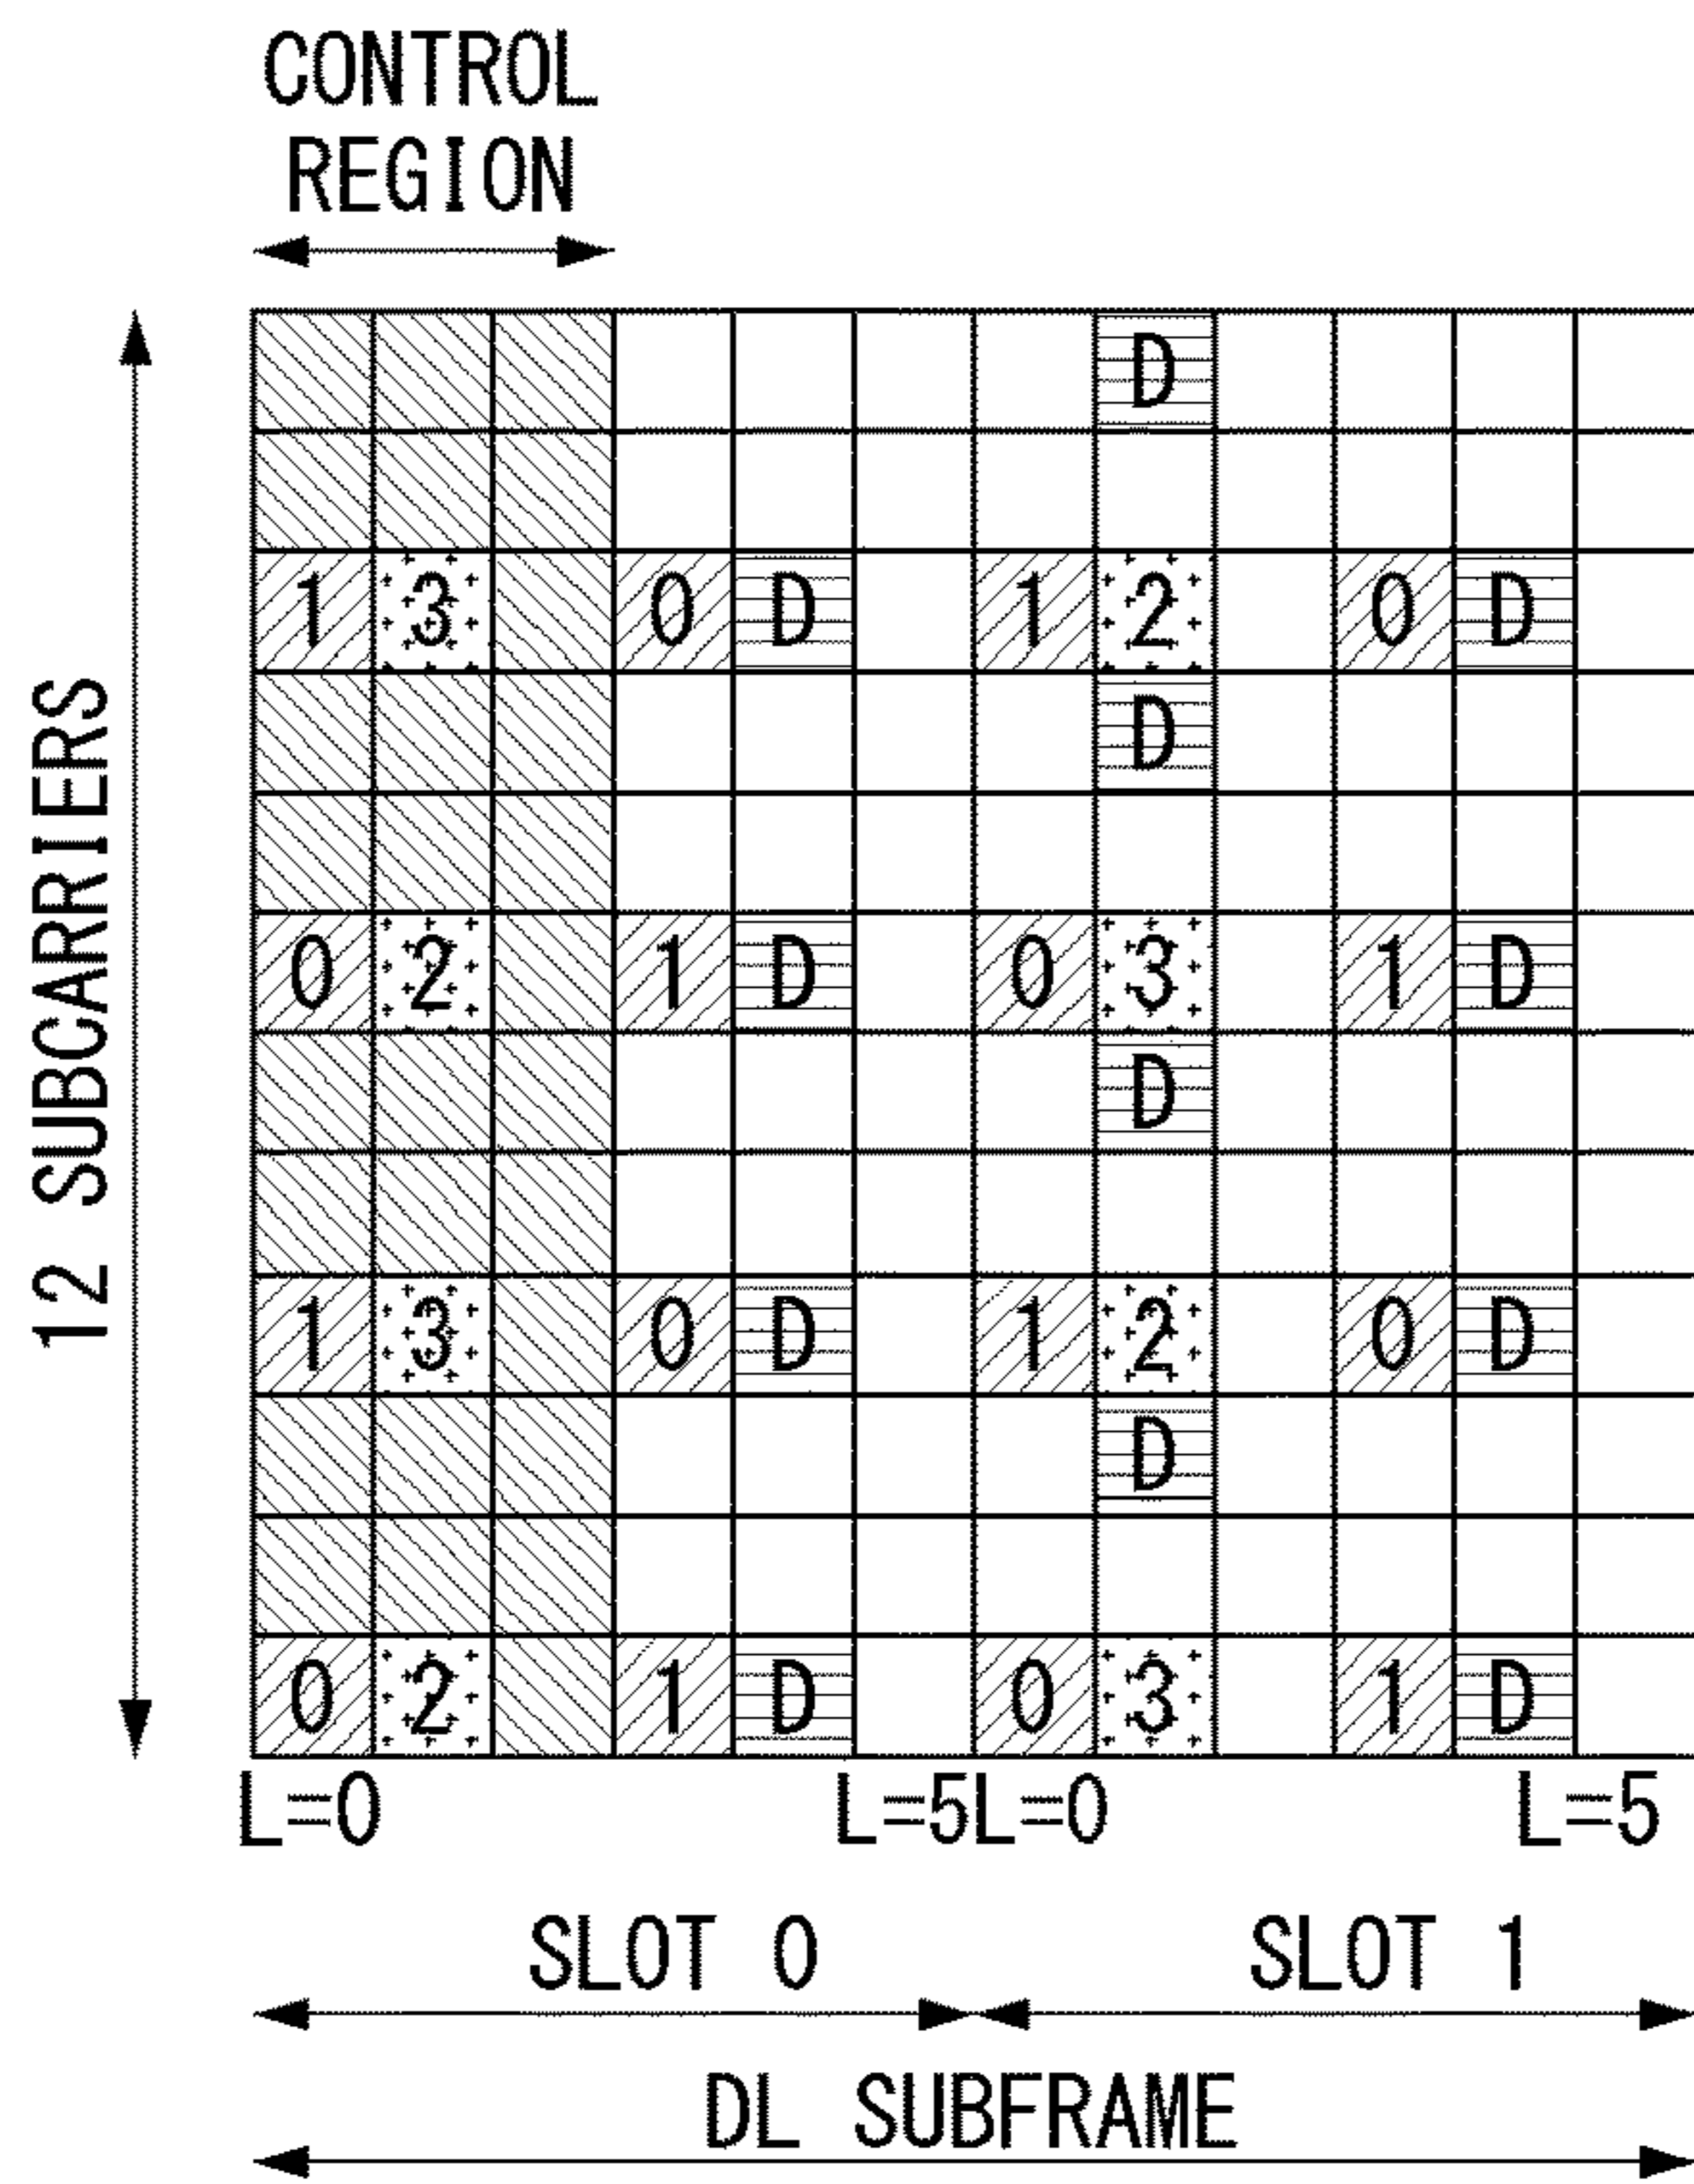 CONTROL
REGION
12 SUBCARRIERS
D
1 3 0 D 1 2 0 D
D
0 2 1 D 0 3 1 D
D
1 3 0 D 1 2 0 D
D
0 2 1 D 0 3 1 D
L=0 L=5 L=0 L=5
SLOT 0 SLOT 1
DL SUBFRAME